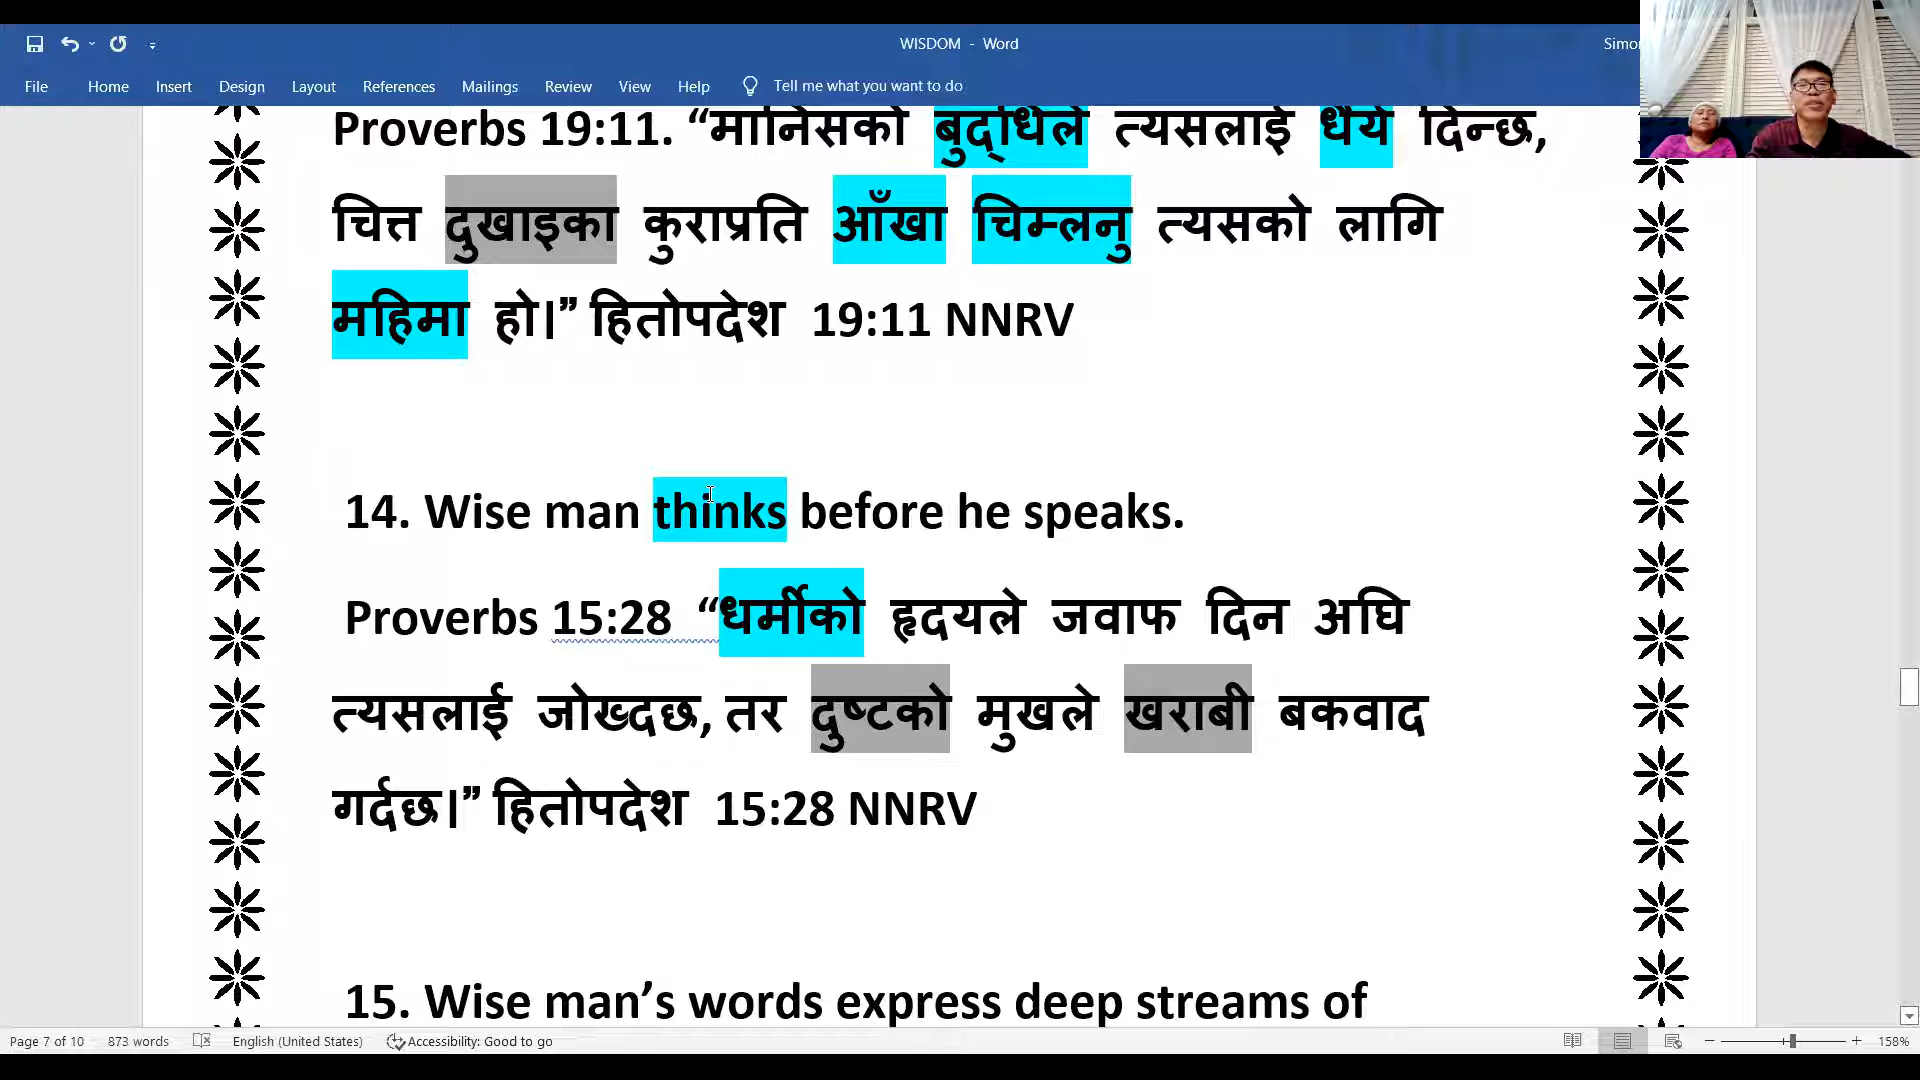 WISDOM - Word
Simo
File Home Insert Design Layout References Mailings Review View Help Tell me what you want to do
Proverbs 19:11. “मानिसको बुद्धिले त्यसलाई धैर्य दिन्छ,
चित्त दुखाइका कुराप्रति आँखा चिम्लनु त्यसको लागि
महिमा हो।” हितोपदेश 19:11 NNRV
14. Wise man thinks before he speaks.
Proverbs 15:28 “धर्मीको हृदयले जवाफ दिन अघि
त्यसलाई जोख्दछ, तर दुष्टको मुखले खराबी बकवाद
गर्दछ।” हितोपदेश 15:28 NNRV
15. Wise man’s words express deep streams of
Page 7 of 10 873 words English (United States) Accessibility: Good to go 158%